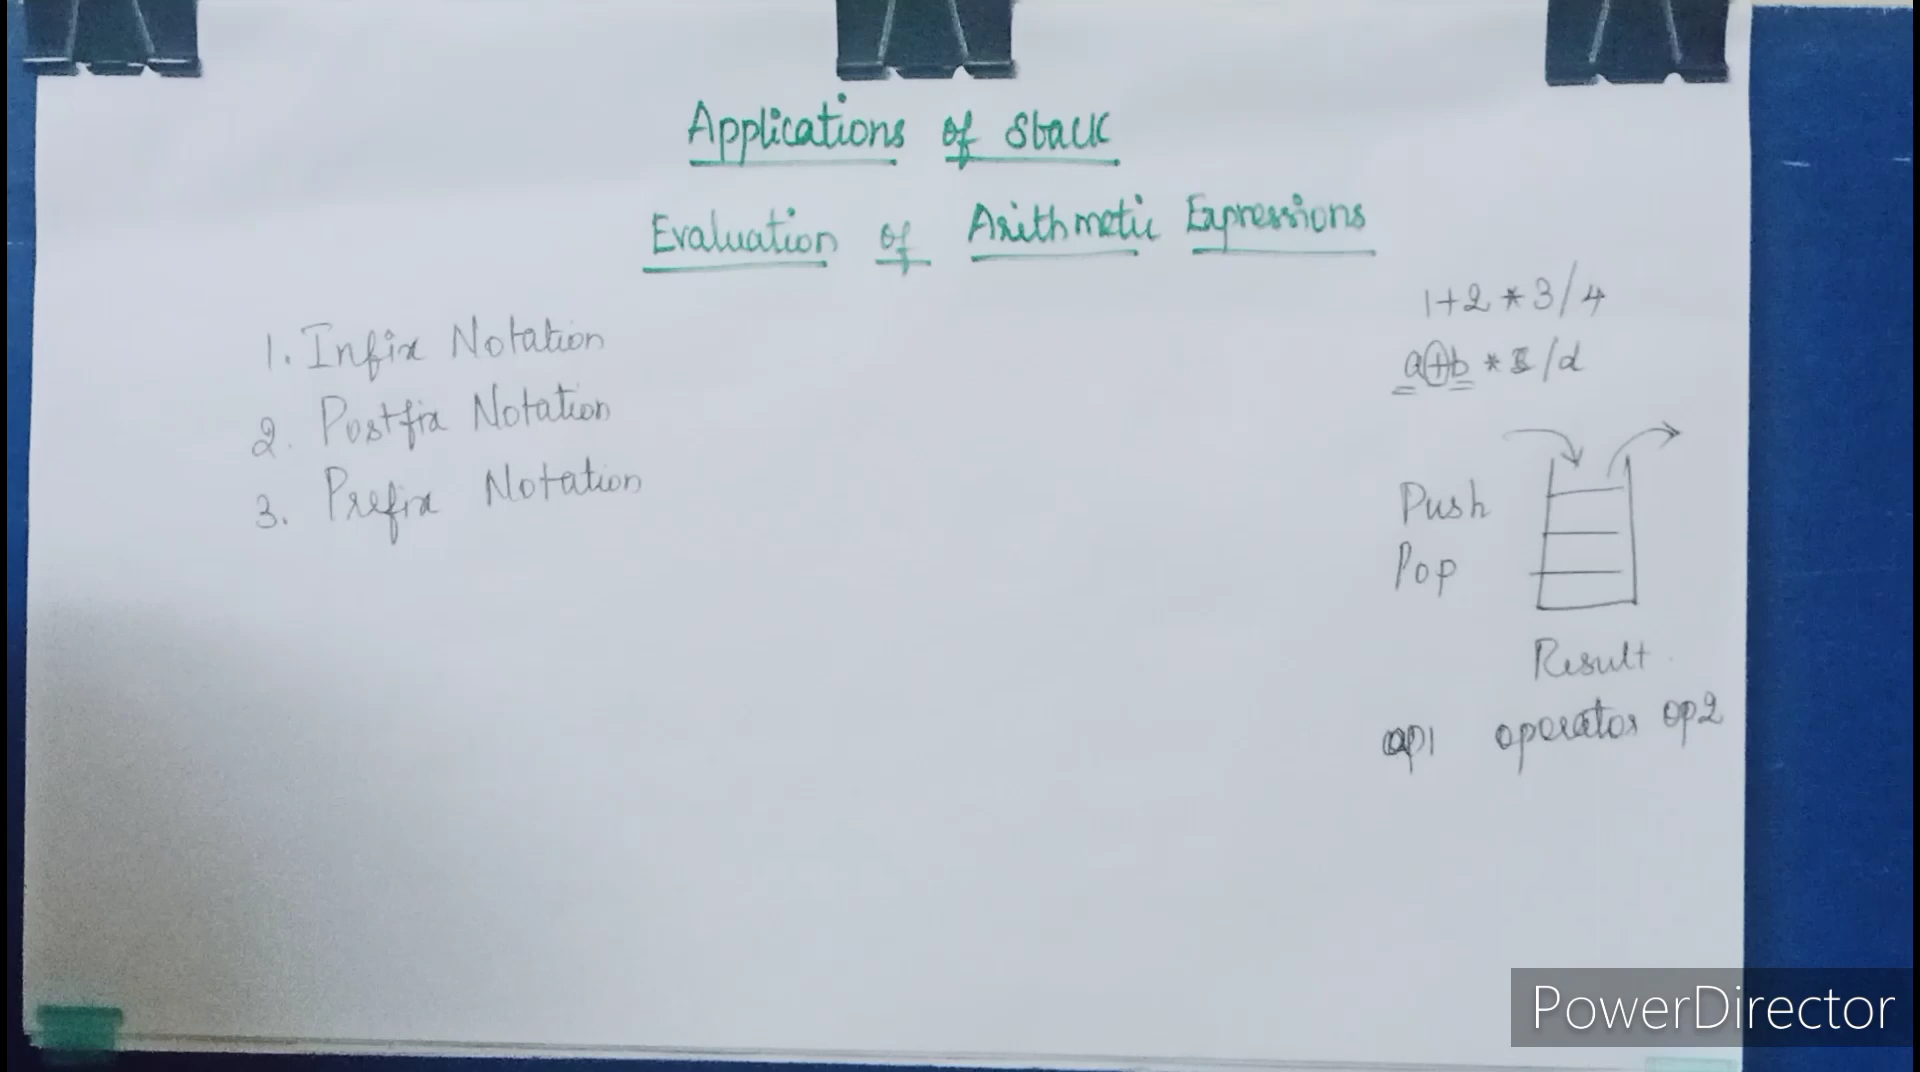 Applications of stack
Evaluation of Arithmetic Expressions
1. Infix Notation
2. Postfix Notation
3. Prefix Notation
1+2*3/4
a+b * /d
Push
Pop
Result
op1 operator op2
PowerDirector